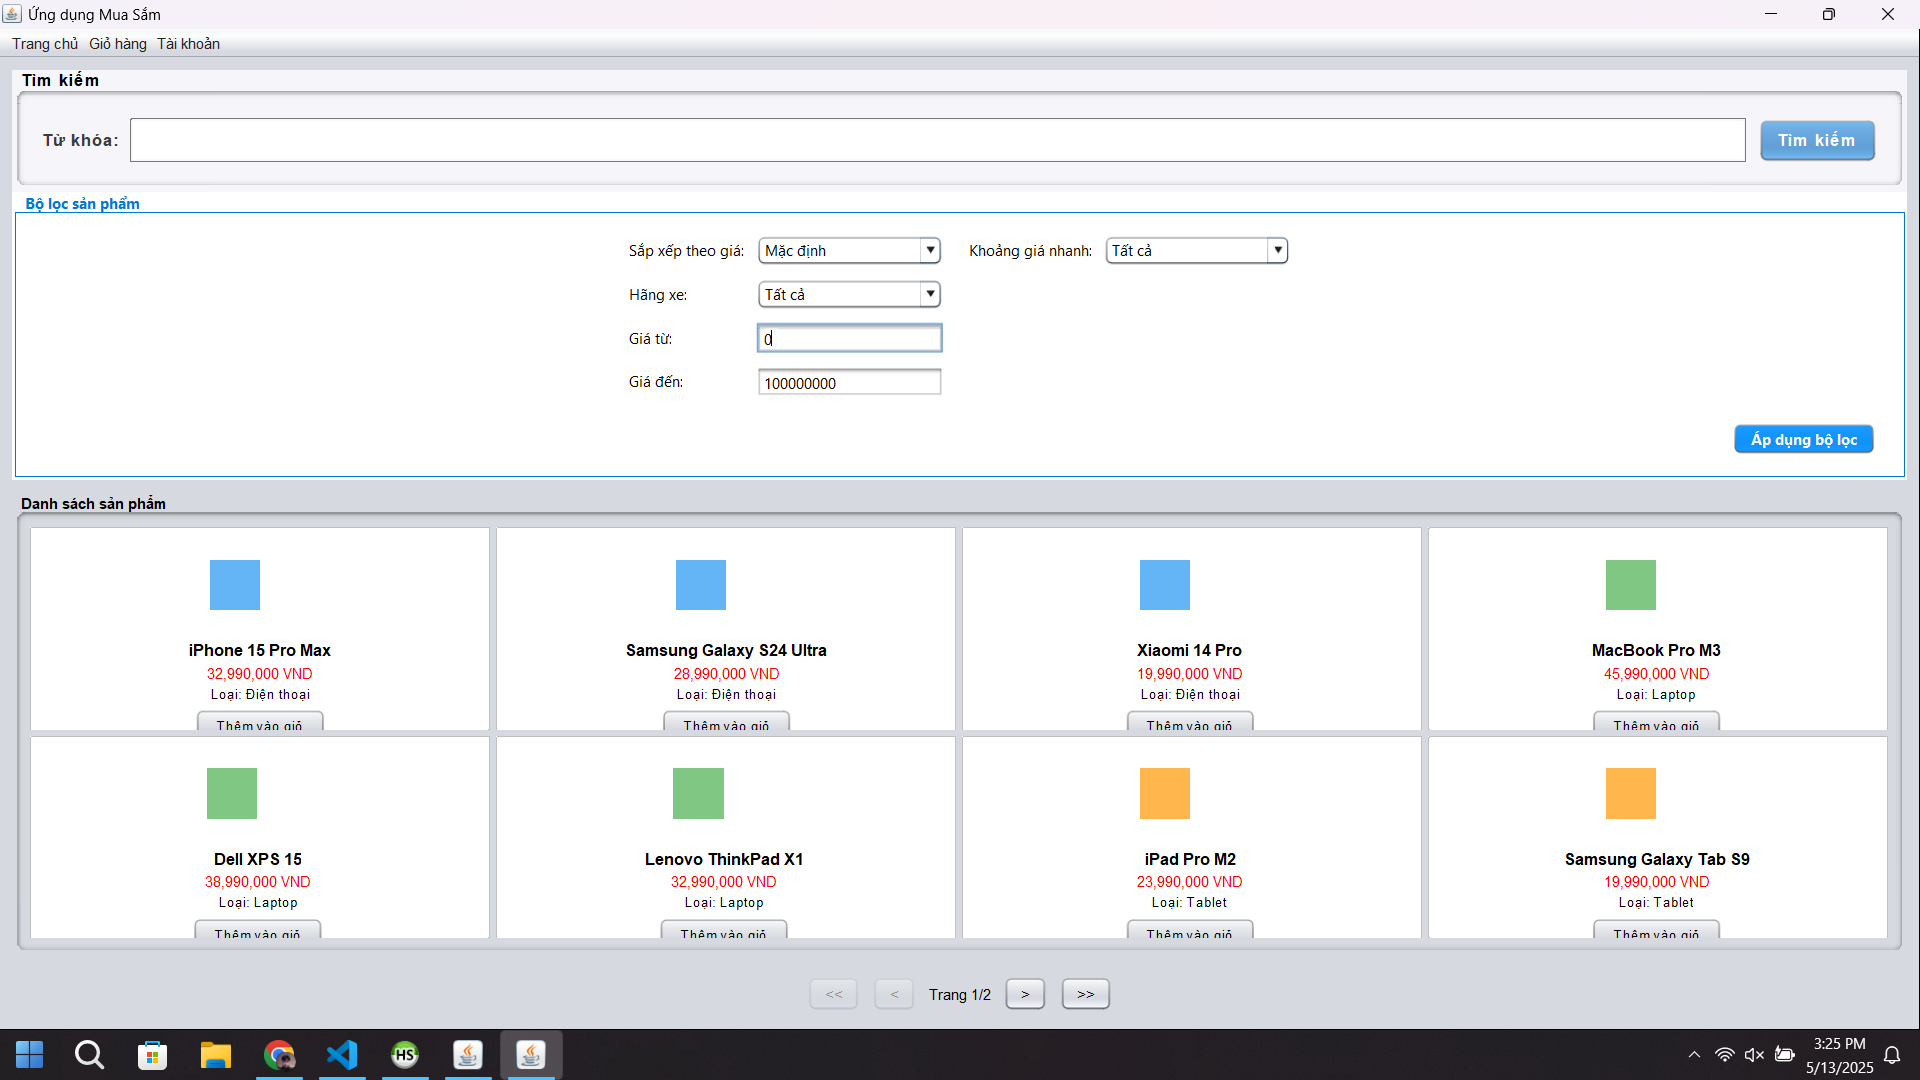 Ứng dụng Mua Sắm
Trang chủ Giỏ hàng Tài khoản
Tìm kiếm
Từ khóa: Tìm kiếm
Bộ lọc sản phẩm
Sắp xếp theo giá: Mặc định Khoảng giá nhanh: Tất cả
Hãng xe: Tất cả
Giá từ: 0
Giá đến: 100000000
Áp dụng bộ lọc
Danh sách sản phẩm
iPhone 15 Pro Max Samsung Galaxy S24 Ultra Xiaomi 14 Pro MacBook Pro M3
32,990,000 VND 28,990,000 VND 19,990,000 VND 45,990,000 VND
Loại: Điện thoại Loại: Điện thoại Loại: Điện thoại Loại: Laptop
Thêm vào giỏ Thêm vào giỏ Thêm vào giỏ Thêm vào giỏ
Dell XPS 15 Lenovo ThinkPad X1 iPad Pro M2 Samsung Galaxy Tab S9
38,990,000 VND 32,990,000 VND 23,990,000 VND 19,990,000 VND
Loại: Laptop Loại: Laptop Loại: Tablet Loại: Tablet
Thêm vào giỏ Thêm vào giỏ Thêm vào giỏ Thêm vào giỏ
<< < Trang 1/2 > >>
HS
3:25 PM
5/13/2025